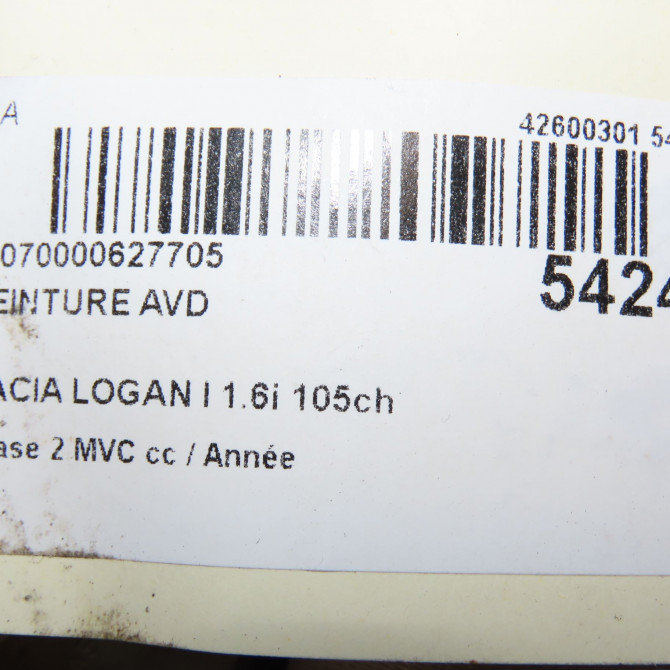 A
42600301 54
070000627705
EINTURE AVD
5424
ACIA LOGAN I 1.6i 105ch
ase 2 MVC cc / Année